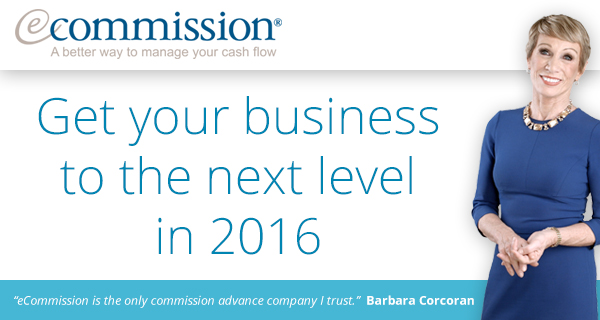 ecommission®
A better way to manage your cash flow
Get your business
to the next level
in 2016
“eCommission is the only commission advance company I trust.” Barbara Corcoran